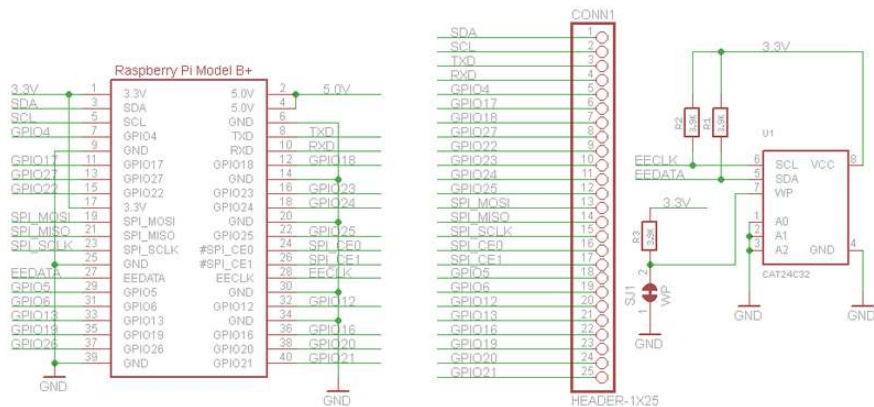 Raspberry Pi Model B+
3.3V 1 3.3V 5.0V 2 5.0V
SDA 3 SDA 5.0V 4
SCL 5 SCL GND 6
GPIO4 7 GPIO4 TXD 8 TXD
9 GND RXD 10 RXD
GPIO17 11 GPIO17 GPIO18 12 GPIO18
GPIO27 13 GPIO27 GND 14
GPIO22 15 GPIO22 GPIO23 16 GPIO23
17 3.3V GPIO24 18 GPIO24
SPI_MOSI 19 SPI_MOSI GND 20
SPI_MISO 21 SPI_MISO GPIO25 22 GPIO25
SPI_SCLK 23 SPI_SCLK #SPI_CE0 24 SPI_CE0
25 GND #SPI_CE1 26 SPI_CE1
EEDATA 27 EEDATA EECLK 28 EECLK
GPIO5 29 GPIO5 GND 30
GPIO6 31 GPIO6 GPIO12 32 GPIO12
GPIO13 33 GPIO13 GND 34
GPIO19 35 GPIO19 GPIO16 36 GPIO16
GPIO26 37 GPIO26 GPIO20 38 GPIO20
39 GND GPIO21 40 GPIO21
GND GND
CONN1
SDA 1
SCL 2
TXD 3
RXD 4
GPIO4 5
GPIO17 6
GPIO18 7
GPIO27 8
GPIO22 9
GPIO23 10
GPIO24 11
GPIO25 12
SPI_MOSI 13
SPI_MISO 14
SPI_SCLK 15
SPI_CE0 16
SPI_CE1 17
GPIO5 18
GPIO6 19
GPIO12 20
GPIO13 21
GPIO16 22
GPIO19 23
GPIO20 24
GPIO21 25
HEADER-1X25
3.3V
R2 3.9K R1 3.9K
U1
EECLK 6 SCL VCC 8
EEDATA 5 SDA
7 WP
1 A0
2 A1
3 A2 GND 4
CAT24C32
3.3V
R3 3.9K
2
SJ1 WP
1
GND
GND
GND